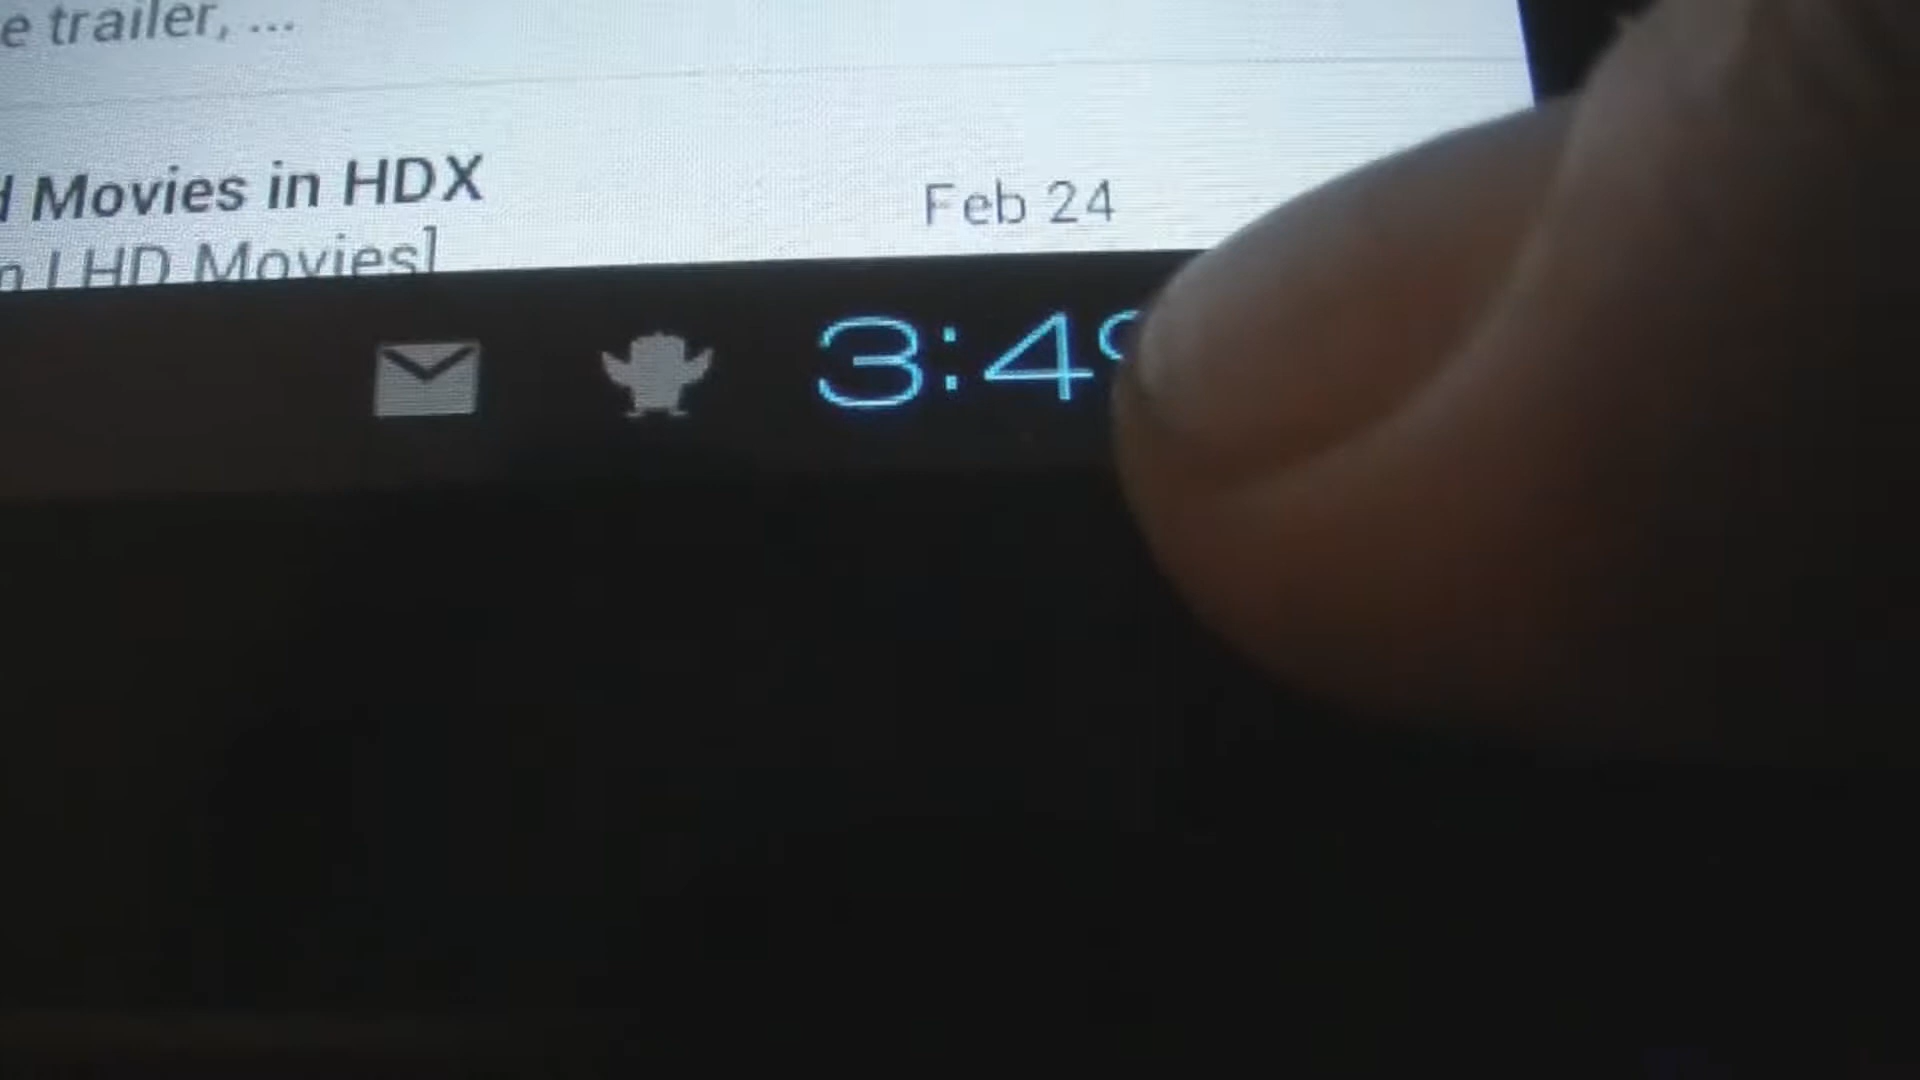 e trailer, ...
Movies in HDX
Feb 24
HD Movies]
3:4